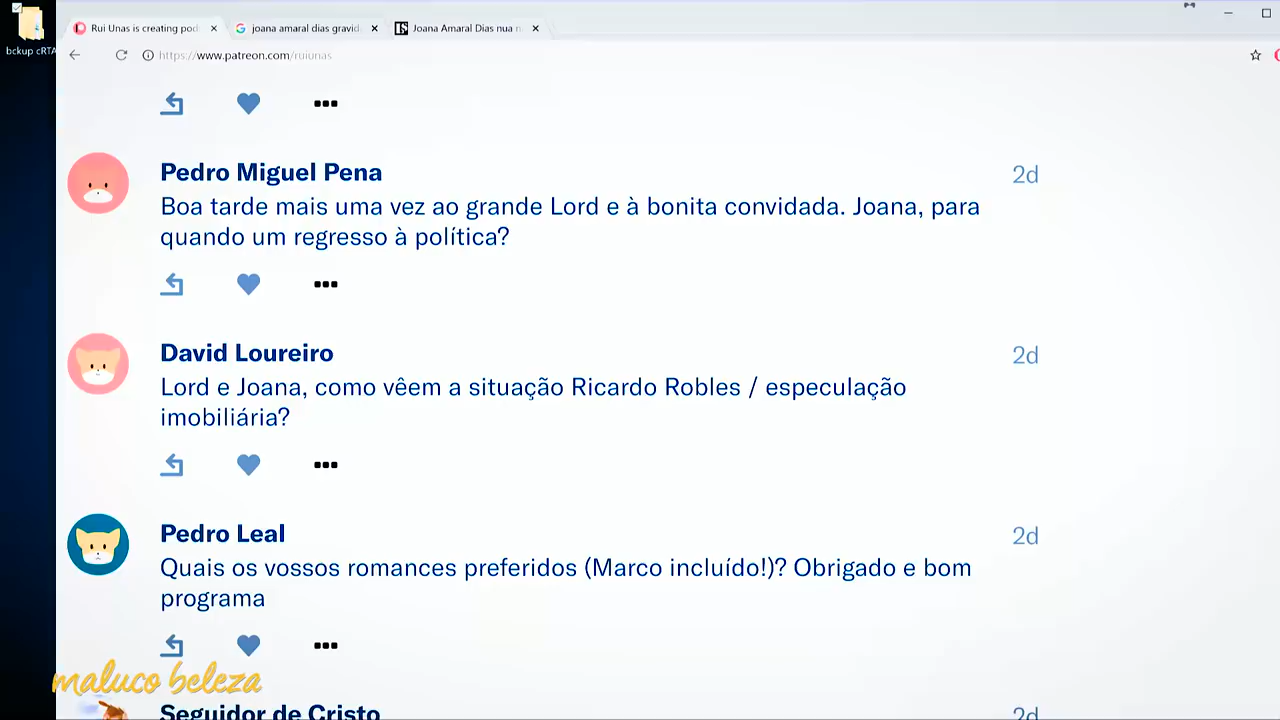 bckup cRTA
Rui Unas is creating pod
joana amaral dias gravid
Joana Amaral Dias nua n
https://www.patreon.com/ruiunas
Pedro Miguel Pena
2d
Boa tarde mais uma vez ao grande Lord e à bonita convidada. Joana, para
quando um regresso à política?
David Loureiro
2d
Lord e Joana, como vêem a situação Ricardo Robles / especulação
imobiliária?
Pedro Leal
2d
Quais os vossos romances preferidos (Marco incluído!)? Obrigado e bom
programa
maluco beleza
Seguidor de Cristo
2d